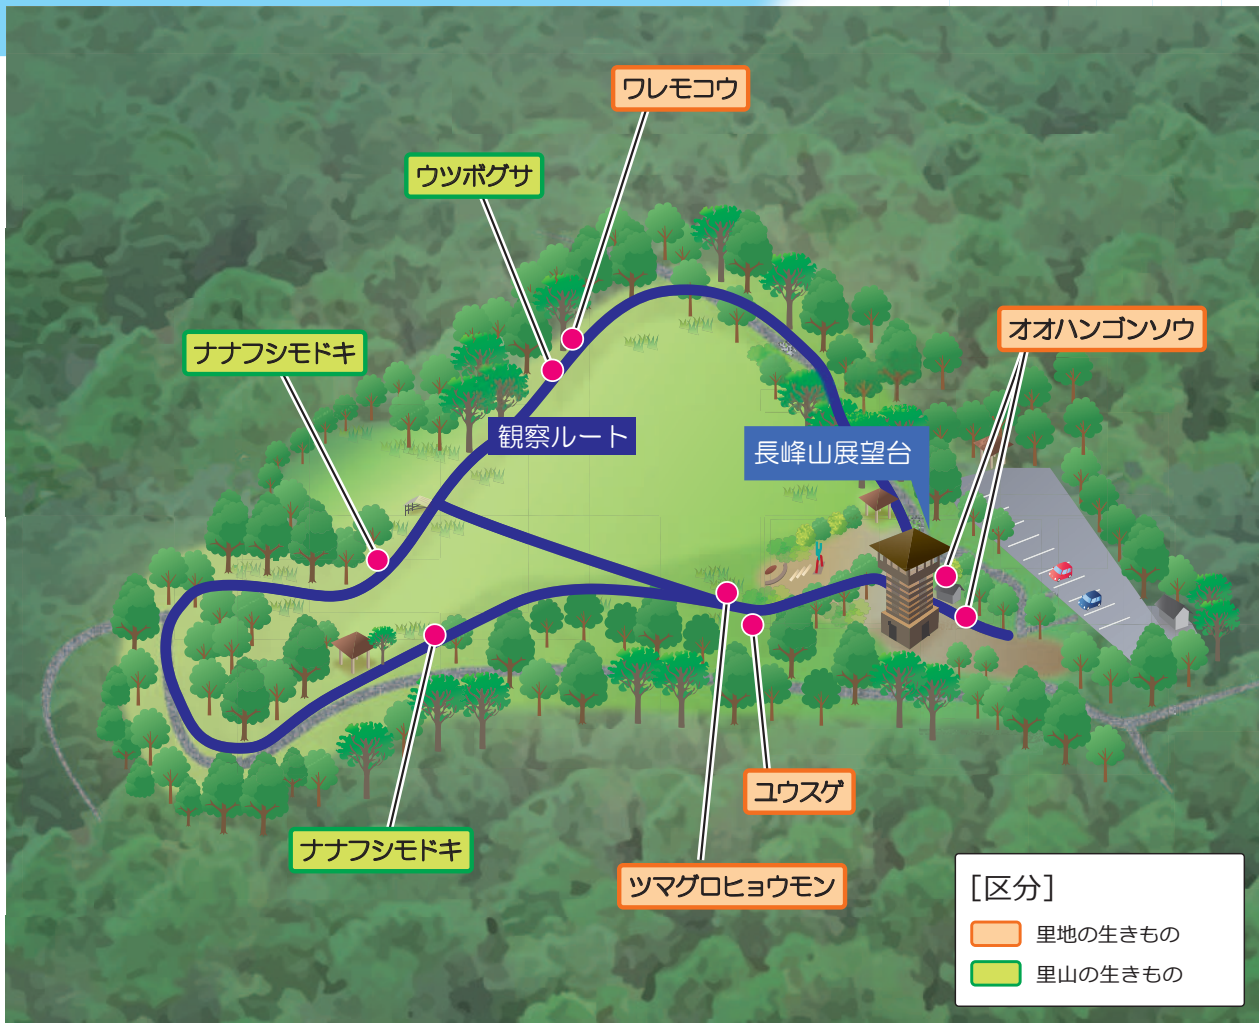 ワレモコウ
ウツボグサ
オオハンゴンソウ
ナナフシモドキ
観察ルート
長峰山展望台
ユウスゲ
ナナフシモドキ
ツマグロヒョウモン
[区分]
里地の生きもの
里山の生きもの